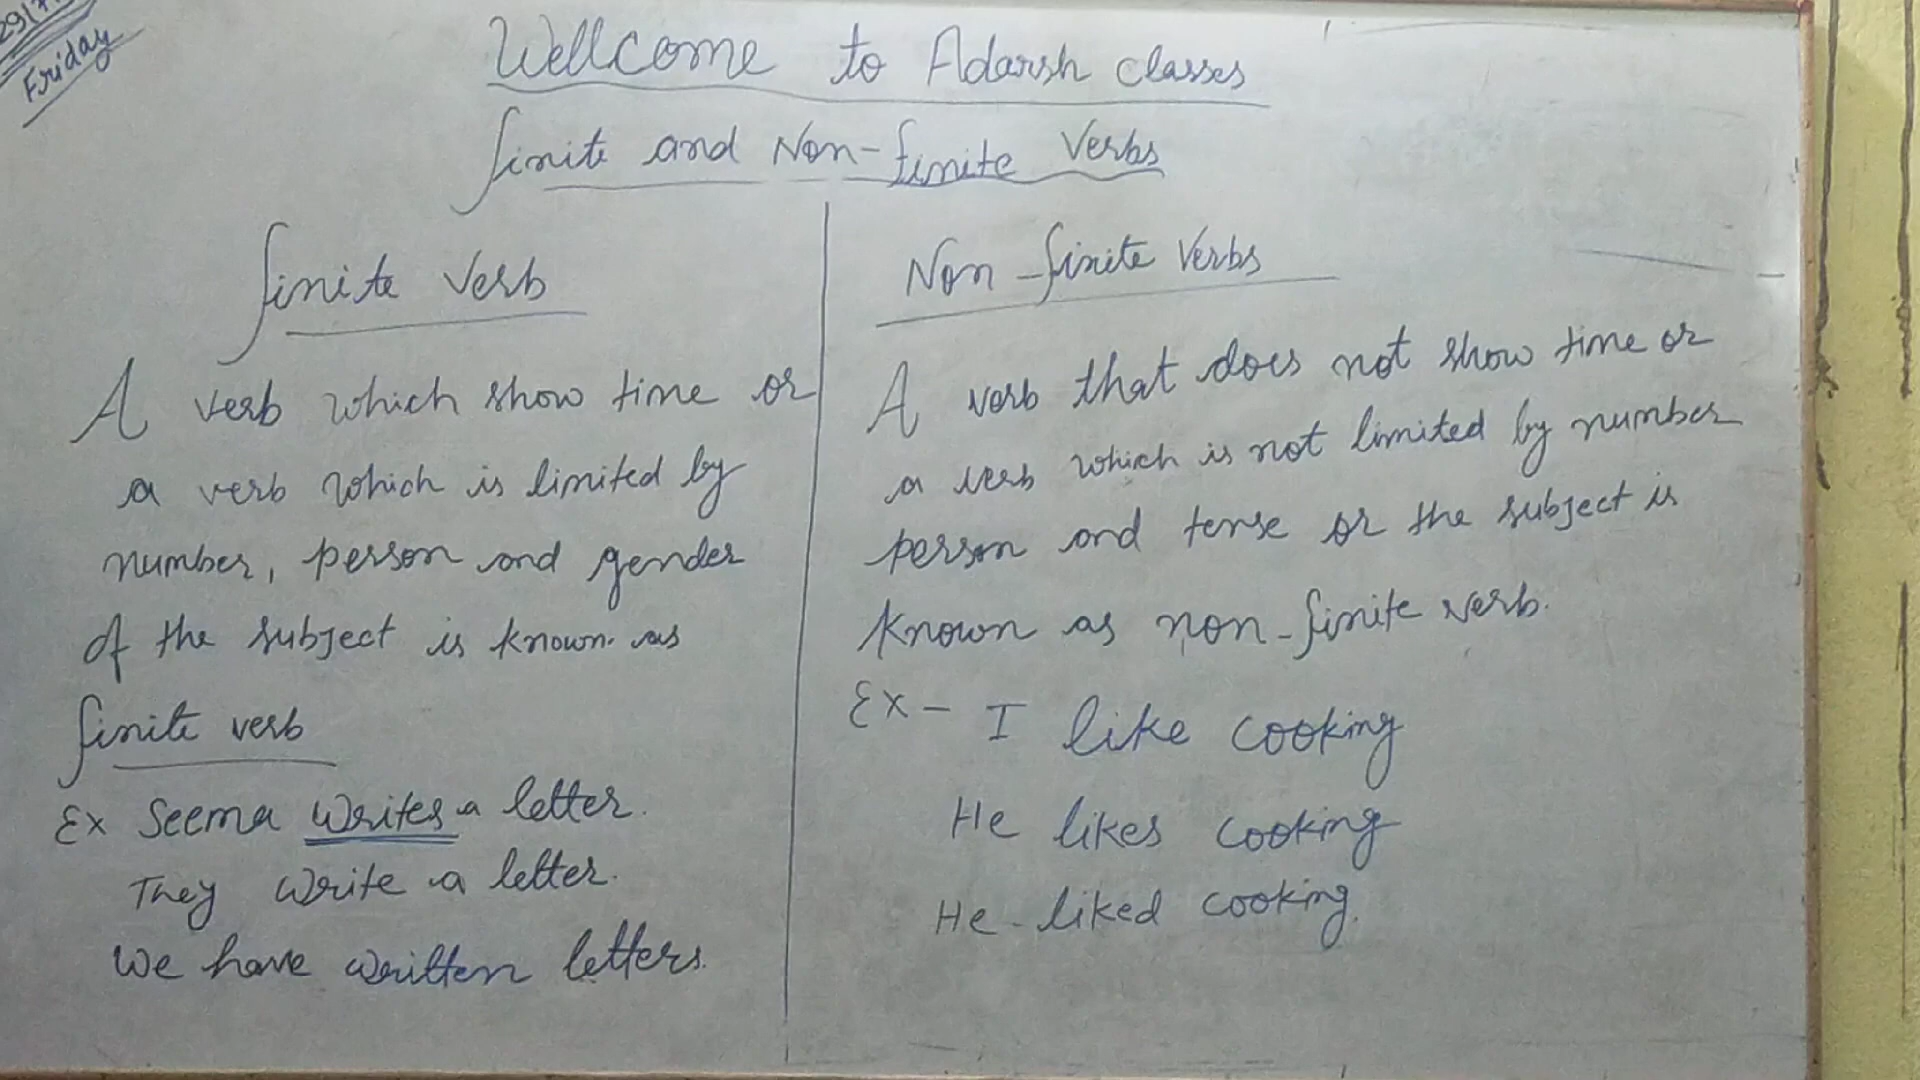 Friday
Wellcome to Adarsh classes
finite and Non-finite Verbs
finite Verb
A verb which show time or
a verb which is limited by
number, person and gender
of the subject is known as
finite verb
Ex Seema writes a letter.
They write a letter.
We have written letters.
Non-finite Verbs
A verb that does not show time or
a verb which is not limited by number
person and tense or the subject is
known as non-finite verb.
Ex- I like cooking
He likes cooking
He liked cooking.